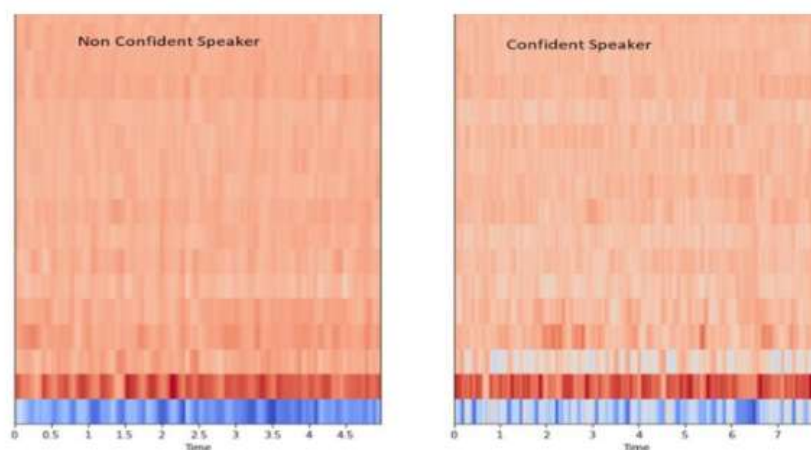 Non Confident Speaker
Confident Speaker
0 0.5 1 1.5 2 2.5 3 3.5 4 4.5
Time
0 1 2 3 4 5 6 7
Time